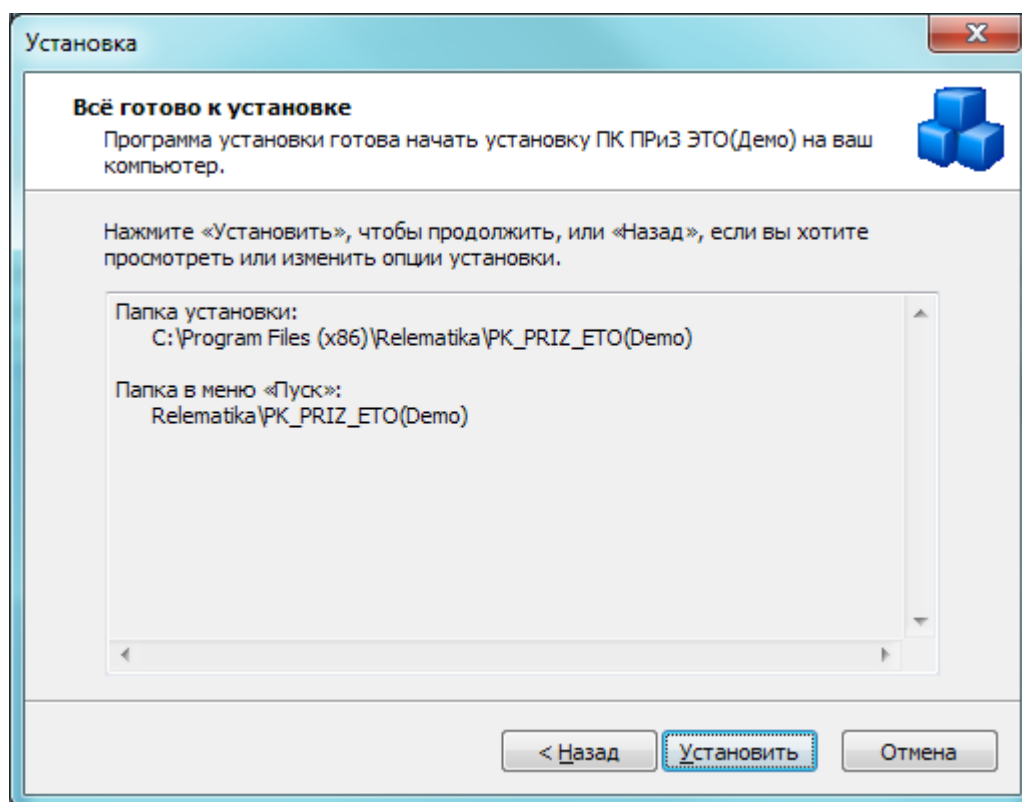 Установка
Всё готово к установке
Программа установки готова начать установку ПК ПРиЗ ЭТО(Демо) на ваш
компьютер.
Нажмите «Установить», чтобы продолжить, или «Назад», если вы хотите
просмотреть или изменить опции установки.
Папка установки:
C:\Program Files (x86)\Relematika\PK_PRIZ_ETO(Demo)
Папка в меню «Пуск»:
Relematika\PK_PRIZ_ETO(Demo)
< Назад Установить Отмена